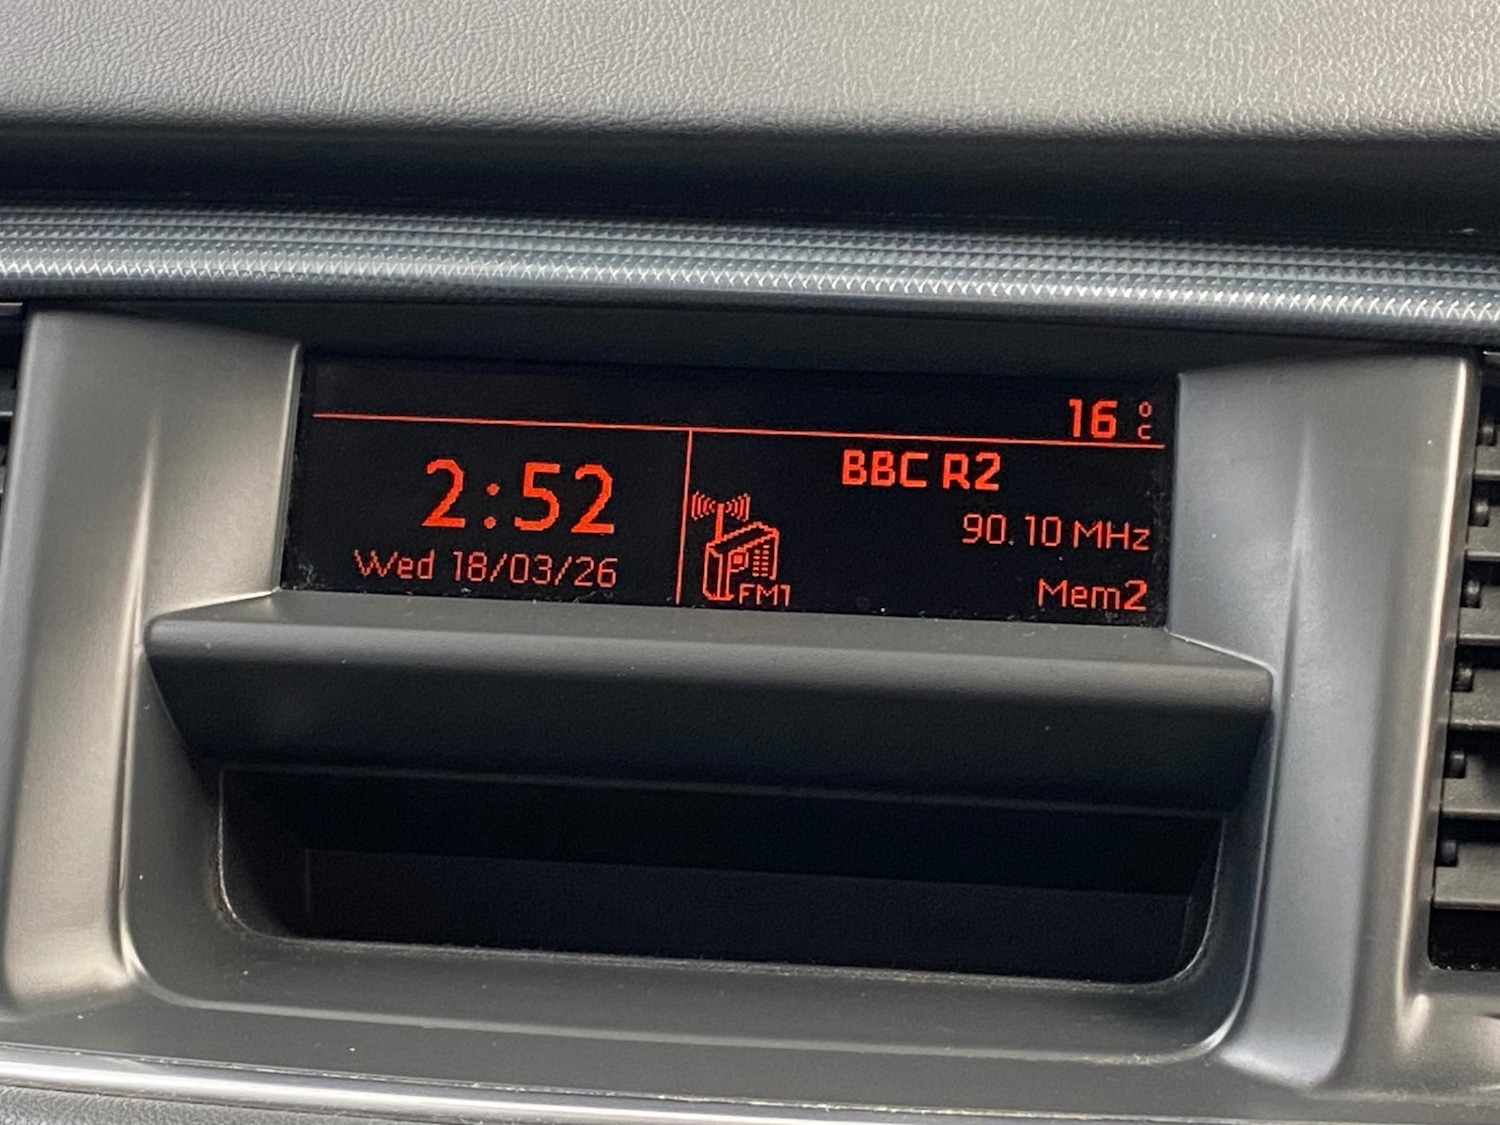 16 °C
2:52
Wed 18/03/26
BBC R2
90.10 MHz
FM1
Mem2